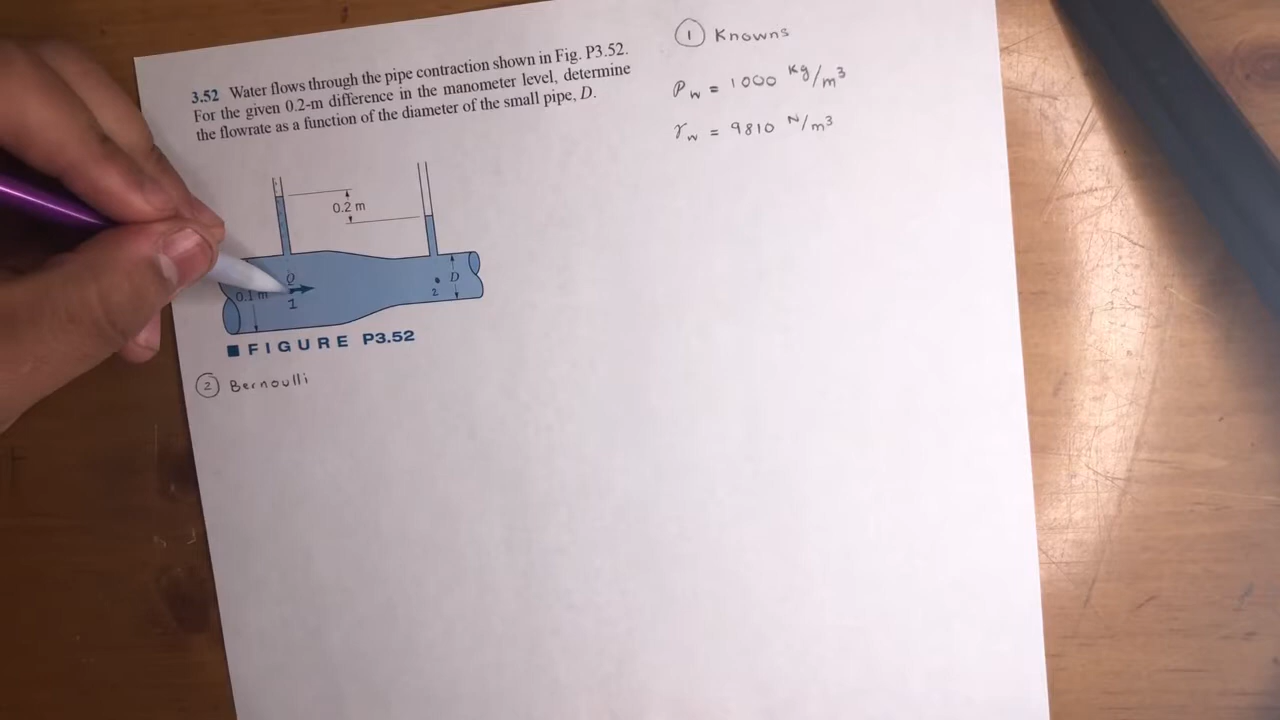 3.52 Water flows through the pipe contraction shown in Fig. P3.52.
For the given 0.2-m difference in the manometer level, determine
the flowrate as a function of the diameter of the small pipe, D.
① Knowns
ρw = 1000 kg/m³
γw = 9810 N/m³
0.2 m
Q
0.1 m
1
D
2
■ FIGURE P3.52
② Bernoulli